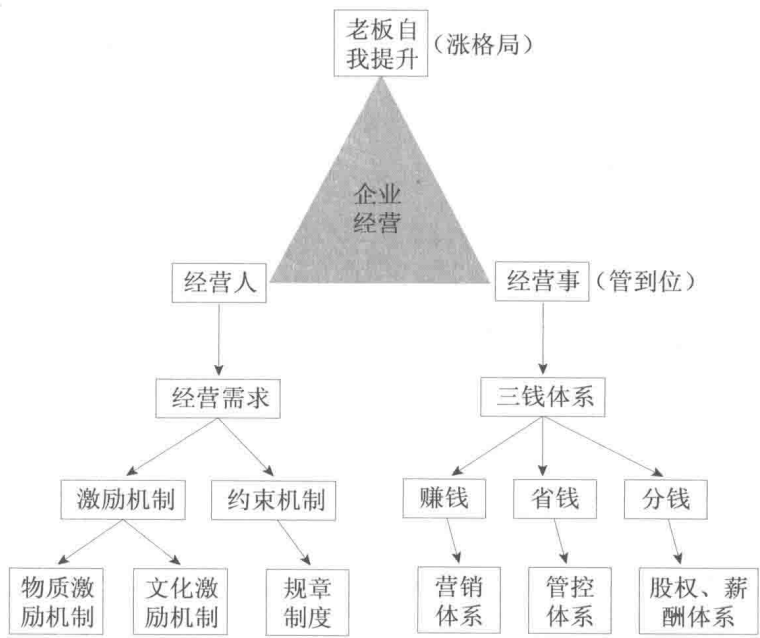 老板自
我提升
（涨格局）
企业
经营
经营人
经营事
（管到位）
经营需求
三钱体系
激励机制
约束机制
赚钱
省钱
分钱
物质激
励机制
文化激
励机制
规章
制度
营销
体系
管控
体系
股权、薪
酬体系